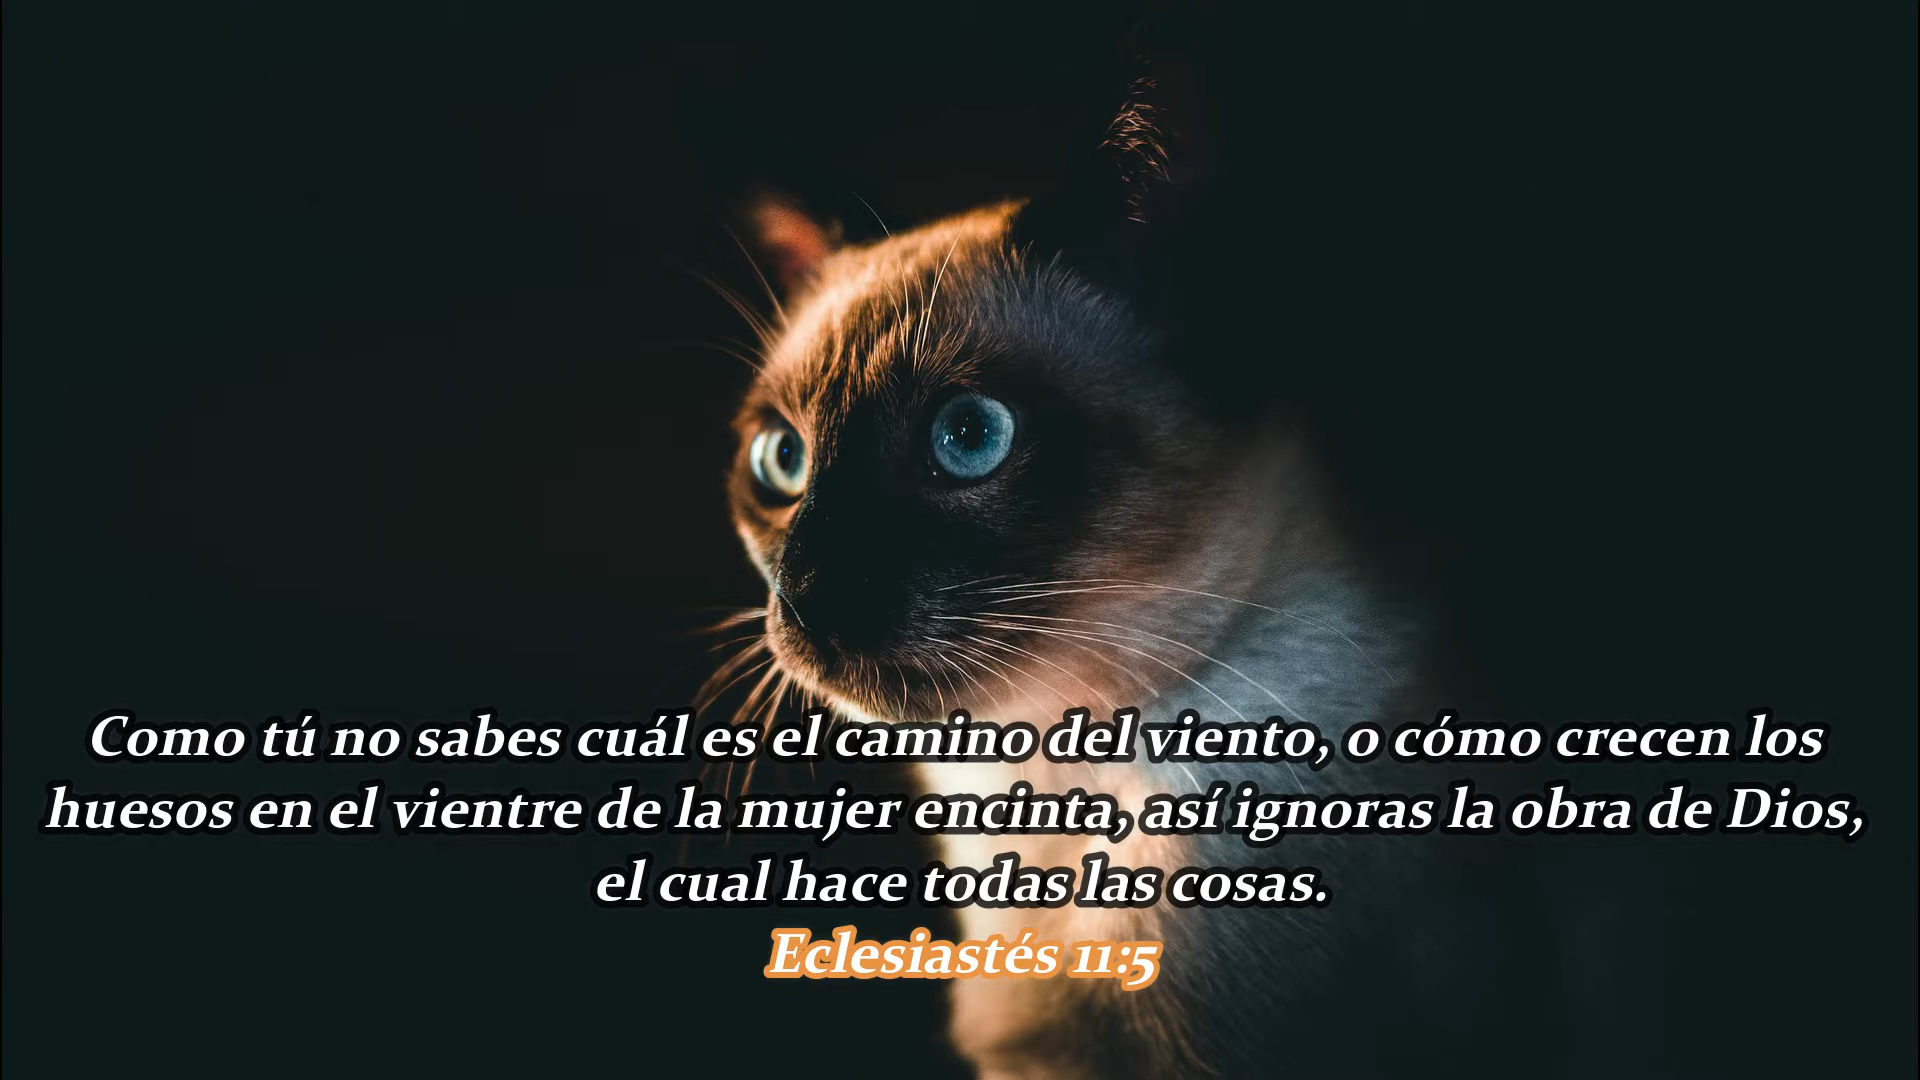 Como tú no sabes cuál es el camino del viento, o cómo crecen los
huesos en el vientre de la mujer encinta, así ignoras la obra de Dios,
el cual hace todas las cosas.
Eclesiastés 11:5